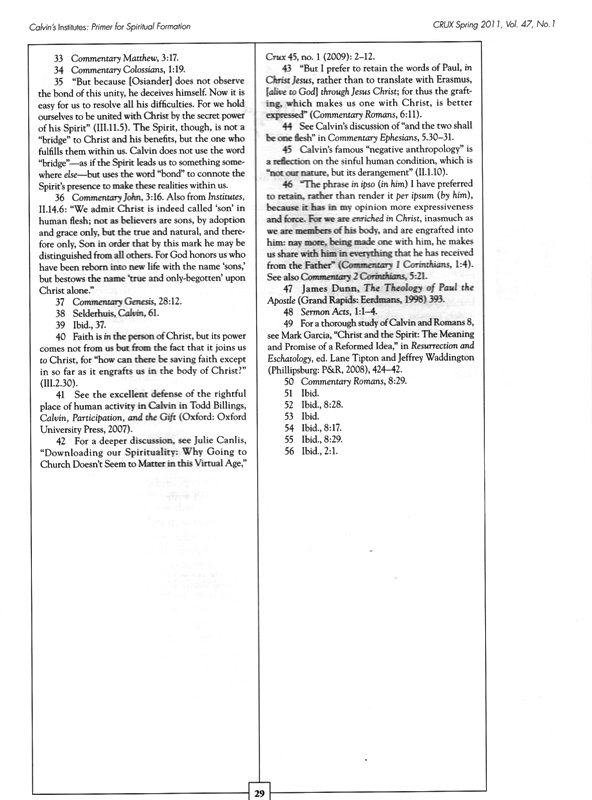 Calvin's Institutes: Primer for Spiritual Formation
CRUX Spring 2011, Vol. 47, No.1
33 Commentary Matthew, 3:17.
34 Commentary Colossians, 1:19.
35 "But because [Osiander] does not observe
the bond of this unity, he deceives himself. Now it is
easy for us to resolve all his difficulties. For we hold
ourselves to be united with Christ by the secret power
of his Spirit" (III.11.5). The Spirit, though, is not a
"bridge" to Christ and his benefits, but the one who
fulfills them within us. Calvin does not use the word
"bridge"—as if the Spirit leads us to something some-
where else—but uses the word "bond" to connote the
Spirit's presence to make these realities within us.
36 Commentary John, 3:16. Also from Institutes,
II.14.6: "We admit Christ is indeed called 'son' in
human flesh; not as believers are sons, by adoption
and grace only, but the true and natural, and there-
fore only, Son in order that by this mark he may be
distinguished from all others. For God honors us who
have been reborn into new life with the name 'sons,'
but bestows the name 'true and only-begotten' upon
Christ alone."
37 Commentary Genesis, 28:12.
38 Selderhuis, Calvin, 61.
39 Ibid., 37.
40 Faith is in the person of Christ, but its power
comes not from us but from the fact that it joins us
to Christ, for "how can there be saving faith except
in so far as it engrafts us in the body of Christ?"
(III.2.30).
41 See the excellent defense of the rightful
place of human activity in Calvin in Todd Billings,
Calvin, Participation, and the Gift (Oxford: Oxford
University Press, 2007).
42 For a deeper discussion, see Julie Canlis,
"Downloading our Spirituality: Why Going to
Church Doesn't Seem to Matter in this Virtual Age,"
Crux 45, no. 1 (2009): 2–12.
43 "But I prefer to retain the words of Paul, in
Christ Jesus, rather than to translate with Erasmus,
[alive to God] through Jesus Christ; for thus the graft-
ing, which makes us one with Christ, is better
expressed" (Commentary Romans, 6:11).
44 See Calvin's discussion of "and the two shall
be one flesh" in Commentary Ephesians, 5.30–31.
45 Calvin's famous "negative anthropology" is
a reflection on the sinful human condition, which is
"not our nature, but its derangement" (II.1.10).
46 "The phrase in ipso (in him) I have preferred
to retain, rather than render it per ipsum (by him),
because it has in my opinion more expressiveness
and force. For we are enriched in Christ, inasmuch as
we are members of his body, and are engrafted into
him: nay more, being made one with him, he makes
us share with him in everything that he has received
from the Father" (Commentary 1 Corinthians, 1:4).
See also Commentary 2 Corinthians, 5:21.
47 James Dunn, The Theology of Paul the
Apostle (Grand Rapids: Eerdmans, 1998) 393.
48 Sermon Acts, 1:1–4.
49 For a thorough study of Calvin and Romans 8,
see Mark Garcia, "Christ and the Spirit: The Meaning
and Promise of a Reformed Idea," in Resurrection and
Eschatology, ed. Lane Tipton and Jeffrey Waddington
(Phillipsburg: P&R, 2008), 424–42.
50 Commentary Romans, 8:29.
51 Ibid.
52 Ibid., 8:28.
53 Ibid.
54 Ibid., 8:17.
55 Ibid., 8:29.
56 Ibid., 2:1.
29